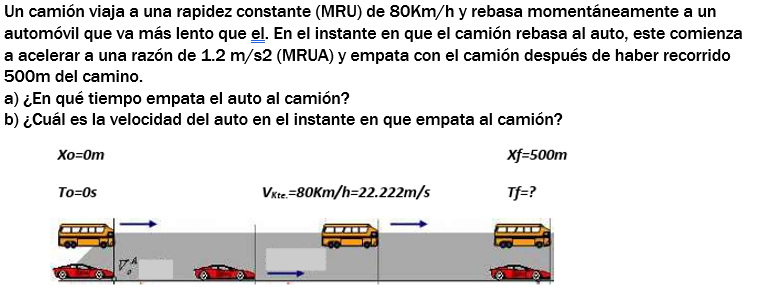 Un camión viaja a una rapidez constante (MRU) de 80Km/h y rebasa momentáneamente a un
automóvil que va más lento que el. En el instante en que el camión rebasa al auto, este comienza
a acelerar a una razón de 1.2 m/s2 (MRUA) y empata con el camión después de haber recorrido
500m del camino.
a) ¿En qué tiempo empata el auto al camión?
b) ¿Cuál es la velocidad del auto en el instante en que empata al camión?
Xo=0m Xf=500m
To=0s VKte.=80Km/h=22.222m/s Tf=?
V A o